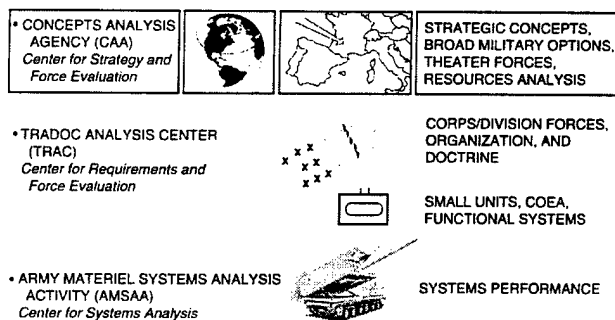 • CONCEPTS ANALYSIS
AGENCY (CAA)
Center for Strategy and
Force Evaluation
STRATEGIC CONCEPTS,
BROAD MILITARY OPTIONS,
THEATER FORCES,
RESOURCES ANALYSIS
• TRADOC ANALYSIS CENTER
(TRAC)
Center for Requirements and
Force Evaluation
CORPS/DIVISION FORCES,
ORGANIZATION, AND
DOCTRINE
SMALL UNITS, COEA,
FUNCTIONAL SYSTEMS
• ARMY MATERIEL SYSTEMS ANALYSIS
ACTIVITY (AMSAA)
Center for Systems Analysis
SYSTEMS PERFORMANCE